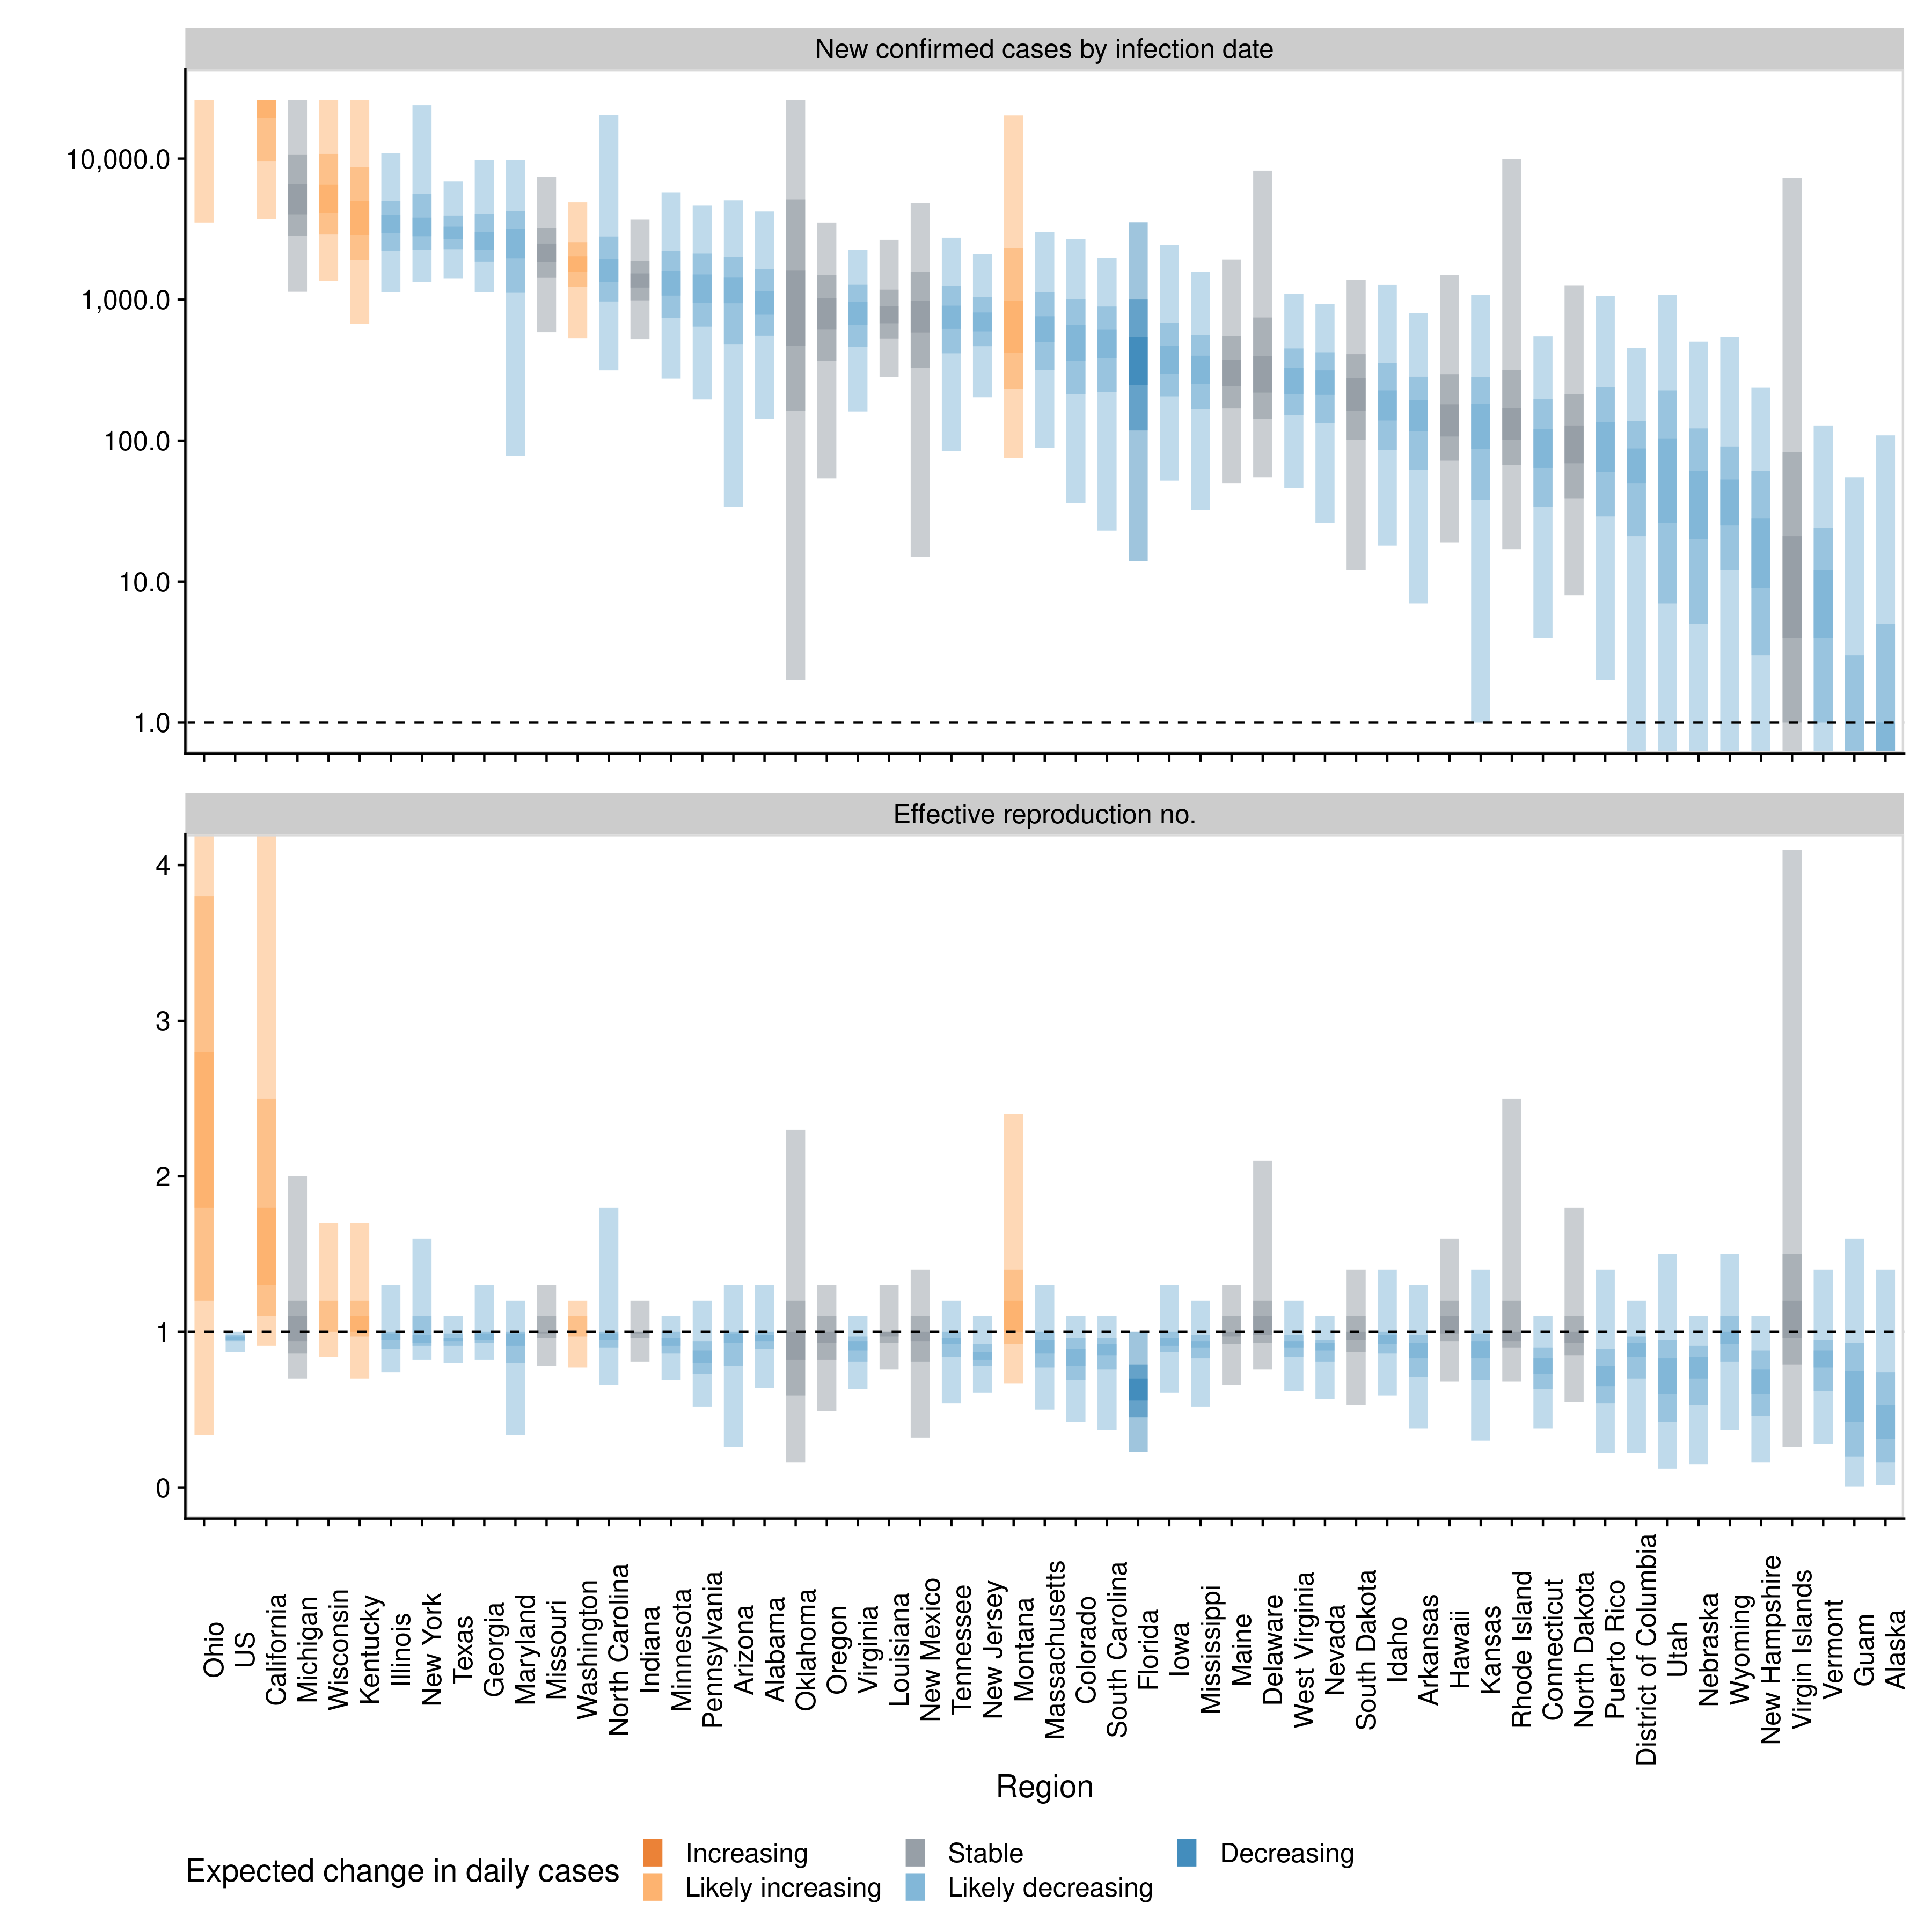 New confirmed cases by infection date
10,000.0
1,000.0
100.0
10.0
1.0
Effective reproduction no.
4
3
2
1
0
Ohio
US
California
Michigan
Wisconsin
Kentucky
Illinois
New York
Texas
Georgia
Maryland
Missouri
Washington
North Carolina
Indiana
Minnesota
Pennsylvania
Arizona
Alabama
Oklahoma
Oregon
Virginia
Louisiana
New Mexico
Tennessee
New Jersey
Montana
Massachusetts
Colorado
South Carolina
Florida
Iowa
Mississippi
Maine
Delaware
West Virginia
Nevada
South Dakota
Idaho
Arkansas
Hawaii
Kansas
Rhode Island
Connecticut
North Dakota
Puerto Rico
District of Columbia
Utah
Nebraska
Wyoming
New Hampshire
Virgin Islands
Vermont
Guam
Alaska
Region
Expected change in daily cases
Increasing
Likely increasing
Stable
Likely decreasing
Decreasing